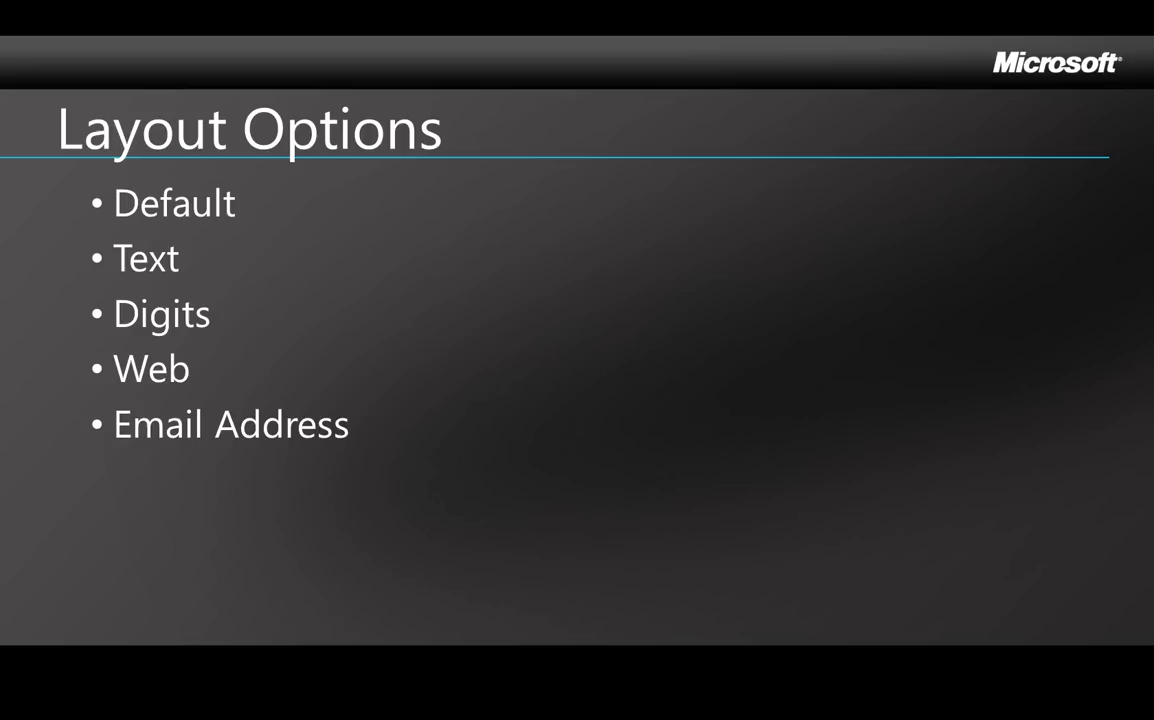 Microsoft®
Layout Options
• Default
• Text
• Digits
• Web
• Email Address